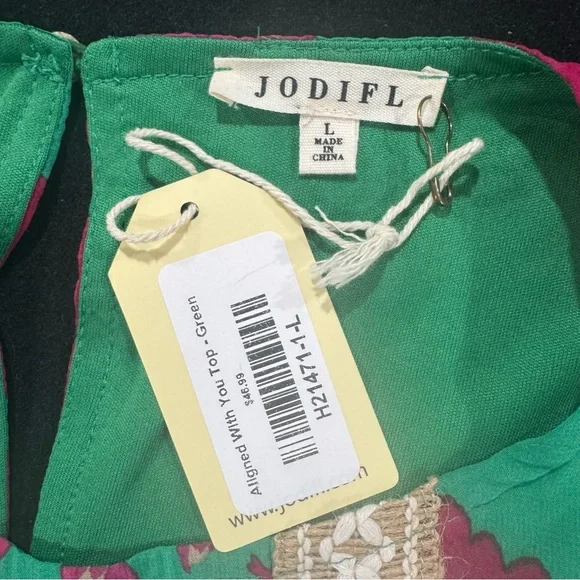 JODIFL
L
MADE
IN
CHINA
Aligned With You Top - Green
$46.99
H21471-1-L
www.jodifl.com